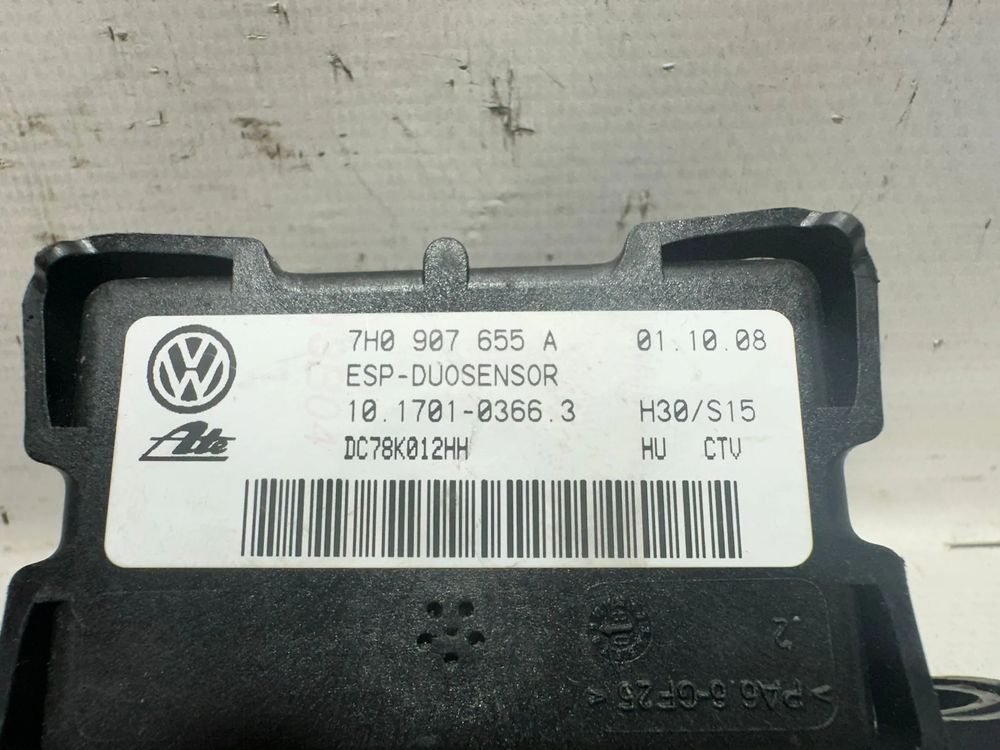 7H0 907 655 A 01.10.08
ESP-DUOSENSOR
10.1701-0366.3 H30/S15
Ate DC78K012HH HU CTV
2
>PA6.6-GF25<